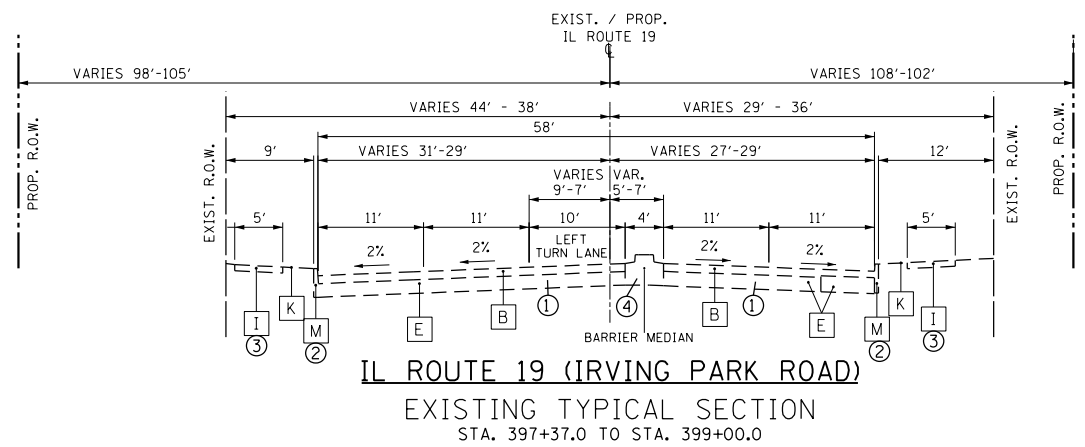 EXIST. / PROP.
IL ROUTE 19
℄
VARIES 98'-105'
VARIES 108'-102'
VARIES 44' - 38'
VARIES 29' - 36'
58'
9'
VARIES 31'-29'
VARIES 27'-29'
12'
VARIES
9'-7'
VAR.
5'-7'
5'
11'
11'
10'
4'
11'
11'
5'
LEFT
TURN LANE
2%
2%
2%
2%
PROP. R.O.W.
EXIST. R.O.W.
EXIST. R.O.W.
PROP. R.O.W.
I
3
K
M
2
E
B
1
4
BARRIER MEDIAN
B
1
E
M
2
K
I
3
IL ROUTE 19 (IRVING PARK ROAD)
EXISTING TYPICAL SECTION
STA. 397+37.0 TO STA. 399+00.0